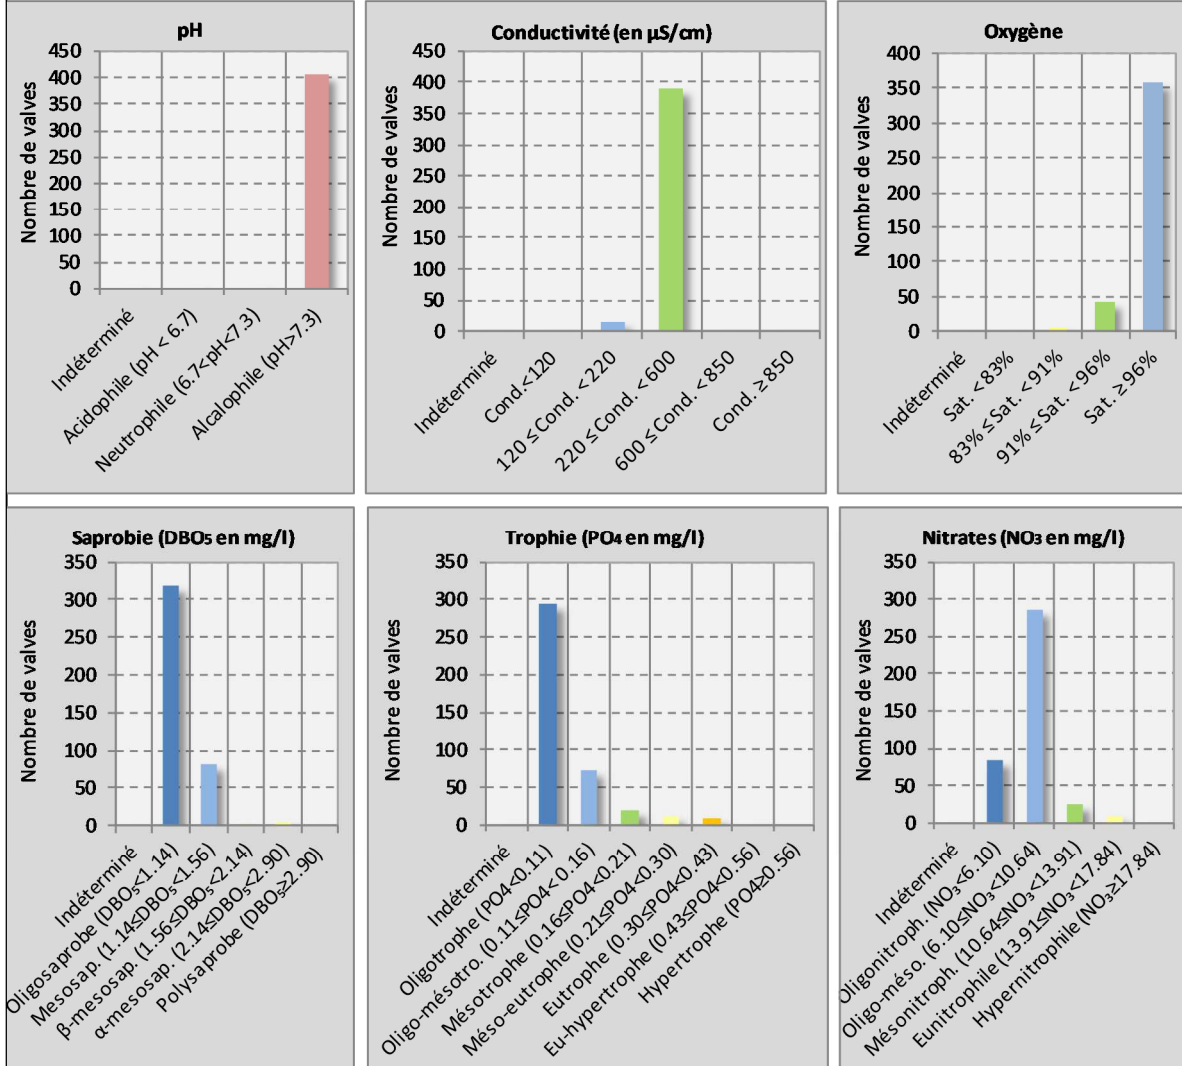 pH
Nombre de valves
450
400
350
300
250
200
150
100
50
0
Indéterminé
Acidophile (pH < 6.7)
Neutrophile (6.7<pH<7.3)
Alcalophile (pH>7.3)
Conductivité (en µS/cm)
Nombre de valves
450
400
350
300
250
200
150
100
50
0
Indéterminé
Cond.<120
120 ≤ Cond. < 220
220 ≤ Cond. < 600
600 ≤ Cond. < 850
Cond. ≥ 850
Oxygène
Nombre de valves
400
350
300
250
200
150
100
50
0
Indéterminé
Sat. < 83%
83% ≤ Sat. < 91%
91% ≤ Sat. < 96%
Sat. ≥ 96%
Saprobie (DBO₅ en mg/l)
Nombre de valves
350
300
250
200
150
100
50
0
Indéterminé
Oligosaprobe (DBO₅<1.14)
Mesosap. (1.14≤DBO₅<1.56)
β-mesosap. (1.56≤DBO₅<2.14)
α-mesosap. (2.14≤DBO₅<2.90)
Polysaprobe (DBO₅≥2.90)
Trophie (PO₄ en mg/l)
Nombre de valves
350
300
250
200
150
100
50
0
Indéterminé
Oligotrophe (PO4<0.11)
Oligo-mésotro. (0.11≤PO4< 0.16)
Mésotrophe (0.16≤PO4<0.21)
Méso-eutrophe (0.21≤PO4<0.30)
Eutrophe (0.30≤PO4<0.43)
Eu-hypertrophe (0.43≤PO4<0.56)
Hypertrophe (PO4≥0.56)
Nitrates (NO₃ en mg/l)
Nombre de valves
350
300
250
200
150
100
50
0
Indéterminé
Oligonitroph. (NO₃<6.10)
Oligo-méso. (6.10≤NO₃<10.64)
Mésonitroph. (10.64≤NO₃<13.91)
Eunitrophile (13.91≤NO₃<17.84)
Hypernitrophile (NO₃≥17.84)